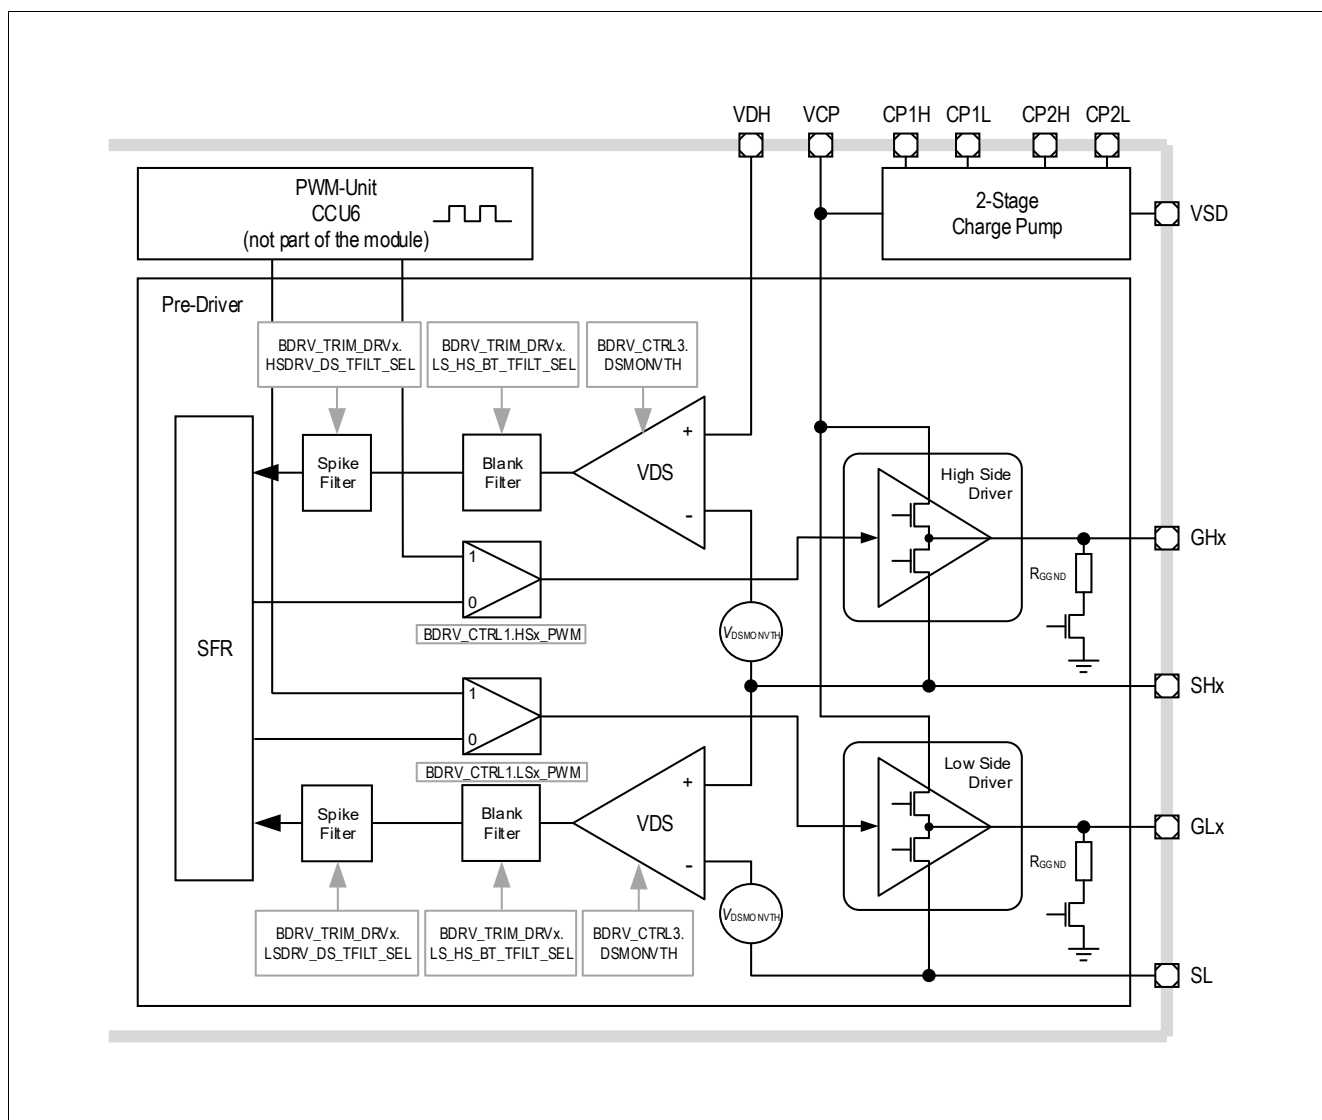 VDH
VCP
CP1H
CP1L
CP2H
CP2L
PWM-Unit
CCU6
(not part of the module)
2-Stage
Charge Pump
VSD
Pre-Driver
BDRV_TRIM_DRVx.
HSDRV_DS_TFILT_SEL
BDRV_TRIM_DRVx.
LS_HS_BT_TFILT_SEL
BDRV_CTRL3.
DSMONVTH
+
VDS
-
Spike
Filter
Blank
Filter
High Side
Driver
GHx
1
0
BDRV_CTRL1.HSx_PWM
RGGND
SFR
VDSMONVTH
SHx
1
0
BDRV_CTRL1.LSx_PWM
Low Side
Driver
+
VDS
-
Spike
Filter
Blank
Filter
GLx
RGGND
VDSMONVTH
BDRV_TRIM_DRVx.
LSDRV_DS_TFILT_SEL
BDRV_TRIM_DRVx.
LS_HS_BT_TFILT_SEL
BDRV_CTRL3.
DSMONVTH
SL